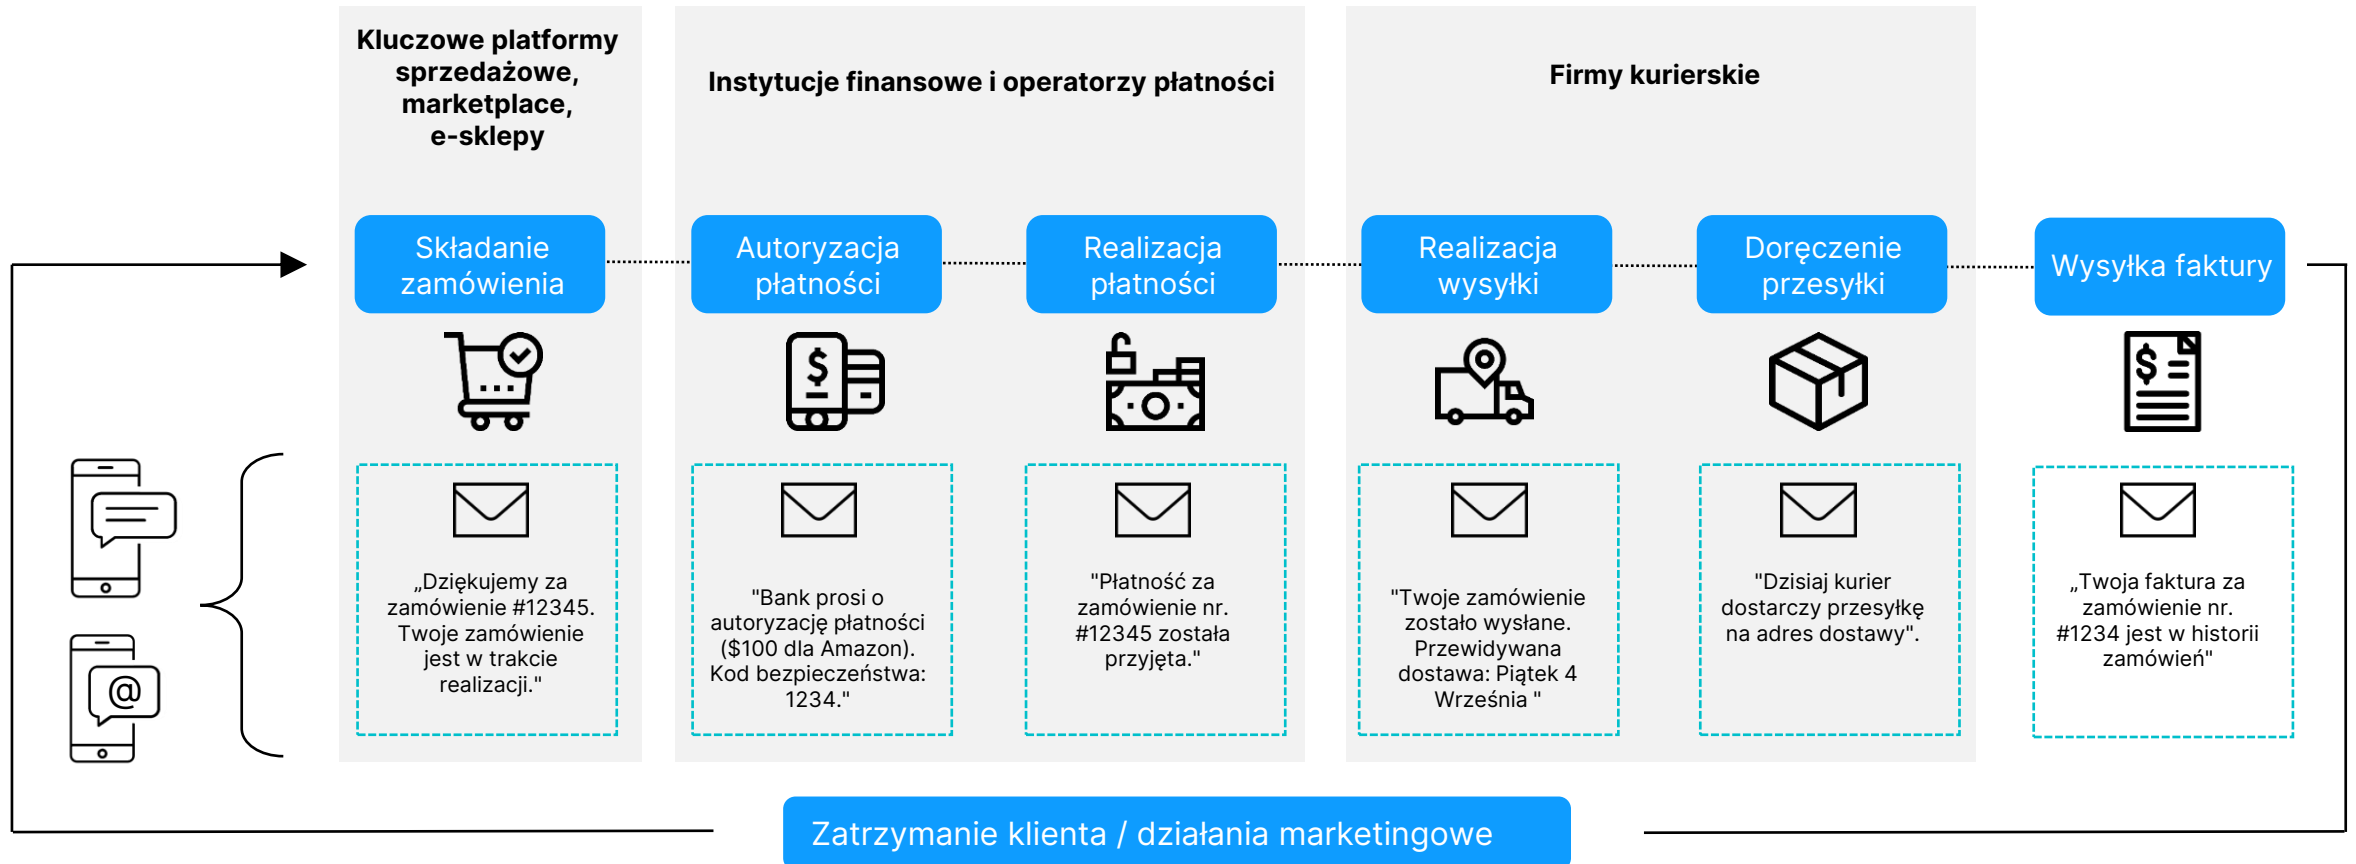 Kluczowe platformy
sprzedażowe,
marketplace,
e-sklepy
Instytucje finansowe i operatorzy płatności
Firmy kurierskie
Składanie
zamówienia
Autoryzacja
płatności
Realizacja
płatności
Realizacja
wysyłki
Doręczenie
przesyłki
Wysyłka faktury
$
$
@
„Dziękujemy za
zamówienie #12345.
Twoje zamówienie
jest w trakcie
realizacji."
"Bank prosi o
autoryzację płatności
($100 dla Amazon).
Kod bezpieczeństwa:
1234."
"Płatność za
zamówienie nr.
#12345 została
przyjęta."
"Twoje zamówienie
zostało wysłane.
Przewidywana
dostawa: Piątek 4
Września "
"Dzisiaj kurier
dostarczy przesyłkę
na adres dostawy".
„Twoja faktura za
zamówienie nr.
#1234 jest w historii
zamówień"
Zatrzymanie klienta / działania marketingowe